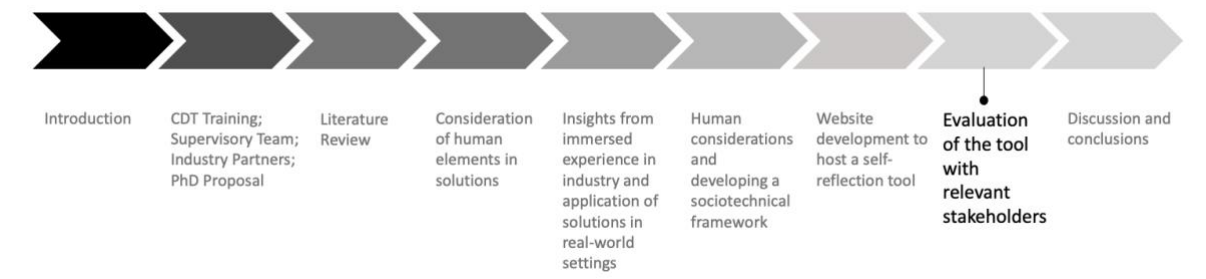 Introduction
CDT Training;
Supervisory Team;
Industry Partners;
PhD Proposal
Literature
Review
Consideration
of human
elements in
solutions
Insights from
immersed
experience in
industry and
application of
solutions in
real-world
settings
Human
considerations
and
developing a
sociotechnical
framework
Website
development to
host a self-
reflection tool
Evaluation
of the tool
with
relevant
stakeholders
Discussion and
conclusions